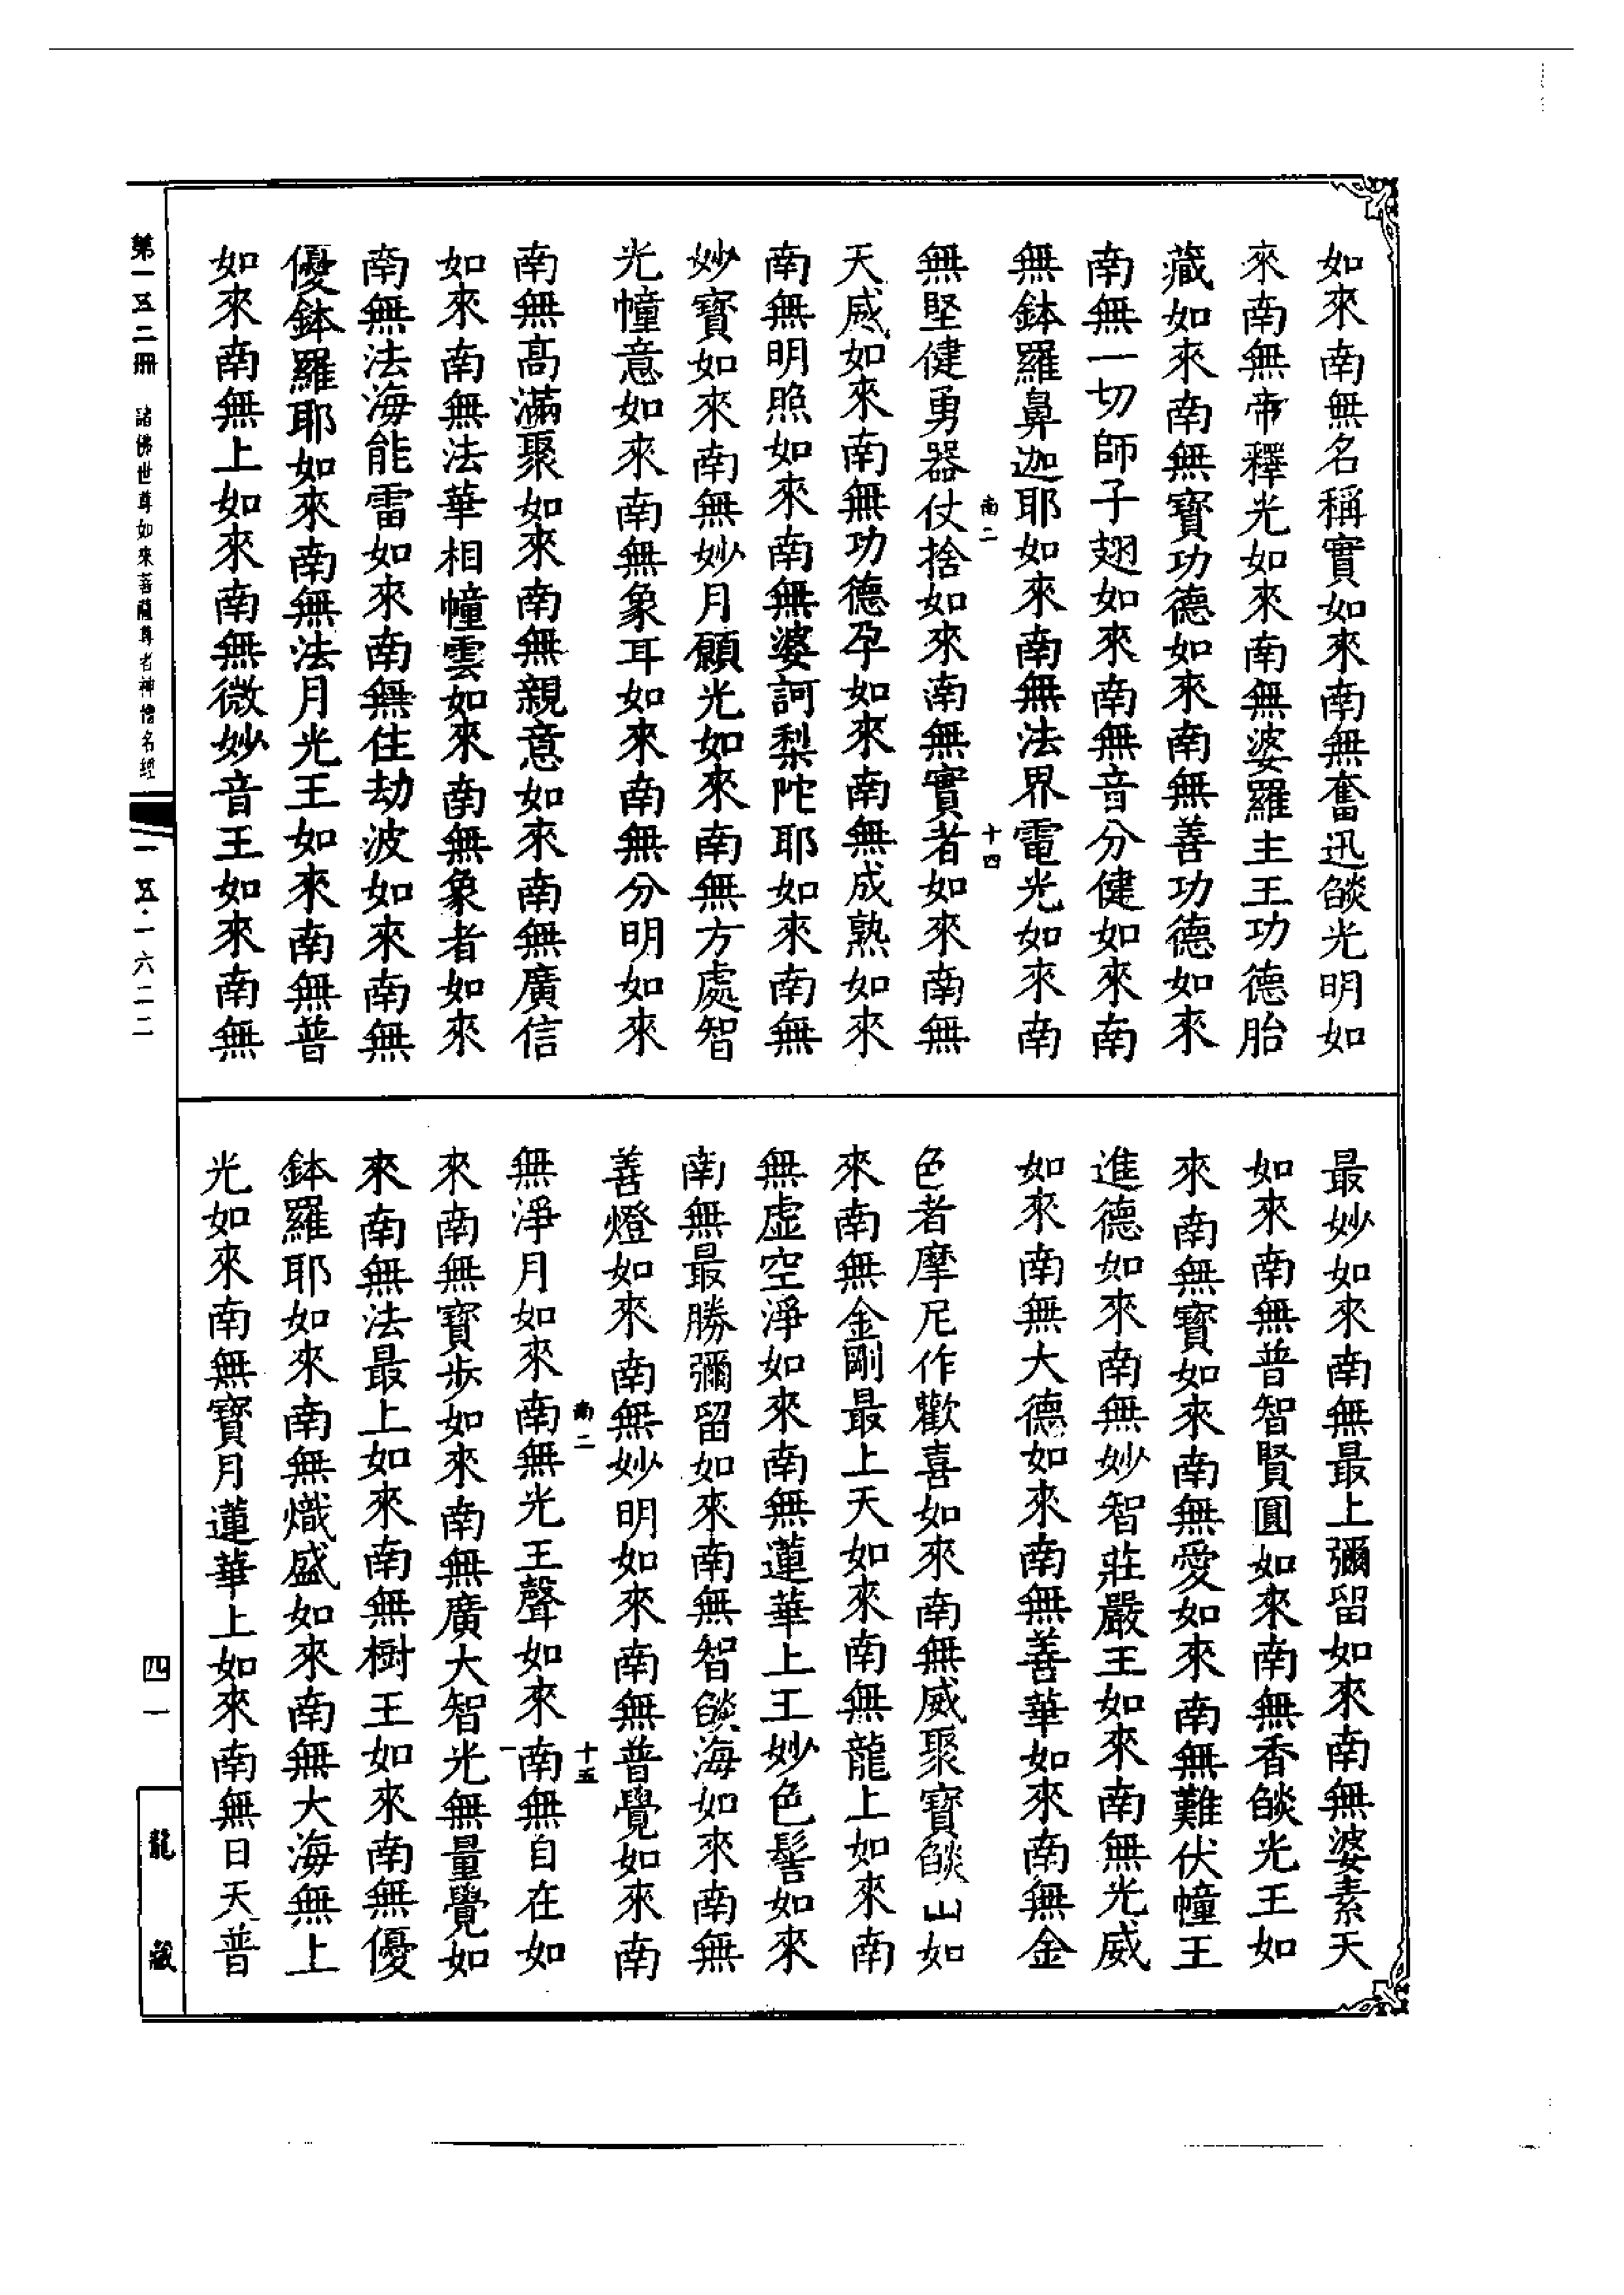 如來南無名稱寶如來南無奮迅𦦨光明如
來南無帝釋光如來南無婆羅主王功德胎
藏如來南無寶功德如來南無善功德如來
南無一切師子翅如來南無音分健如來南
無鉢羅鼻迦耶如來南無法界電光如來南
南二 十四
無堅健勇器仗捨如來南無實者如來南無
天威如來南無功德孕如來南無成熟如來
南無明照如來南無婆訶梨陀耶如來南無
妙寶如來南無妙月願光如來南無方處智
光幢意如來南無象耳如來南無分明如來
南無高滿聚如來南無親意如來南無廣信
如來南無法華相幢雲如來南無象者如來
南無法海能雷如來南無住劫波如來南無
優鉢羅耶如來南無法月光王如來南無普
如來南無上如來南無微妙音王如來南無
最妙如來南無最上彌留如來南無婆素天
如來南無普智賢圓如來南無香𦦨光王如
來南無寶如來南無愛如來南無難伏幢王
進德如來南無妙智莊嚴王如來南無光威
如來南無大德如來南無善華如來南無金
色者摩尼作歡喜如來南無威聚寶𦦨山如
來南無金剛最上天如來南無龍上如來南
無虛空淨如來南無蓮華上王妙色髻如來
南無最勝彌留如來南無智𦦨海如來南無
善燈如來南無妙明如來南無普覺如來南
南二 十五
無淨月如來南無光王聲如來南無自在如
來南無寶步如來南無廣大智光無量覺如
來南無法最上如來南無樹王如來南無優
鉢羅耶如來南無熾盛如來南無大海無上
光如來南無寶月蓮華上如來南無日天普
第一五二冊 諸佛世尊如來菩薩尊者神僧名經
一五·一六二二
四一
龍藏